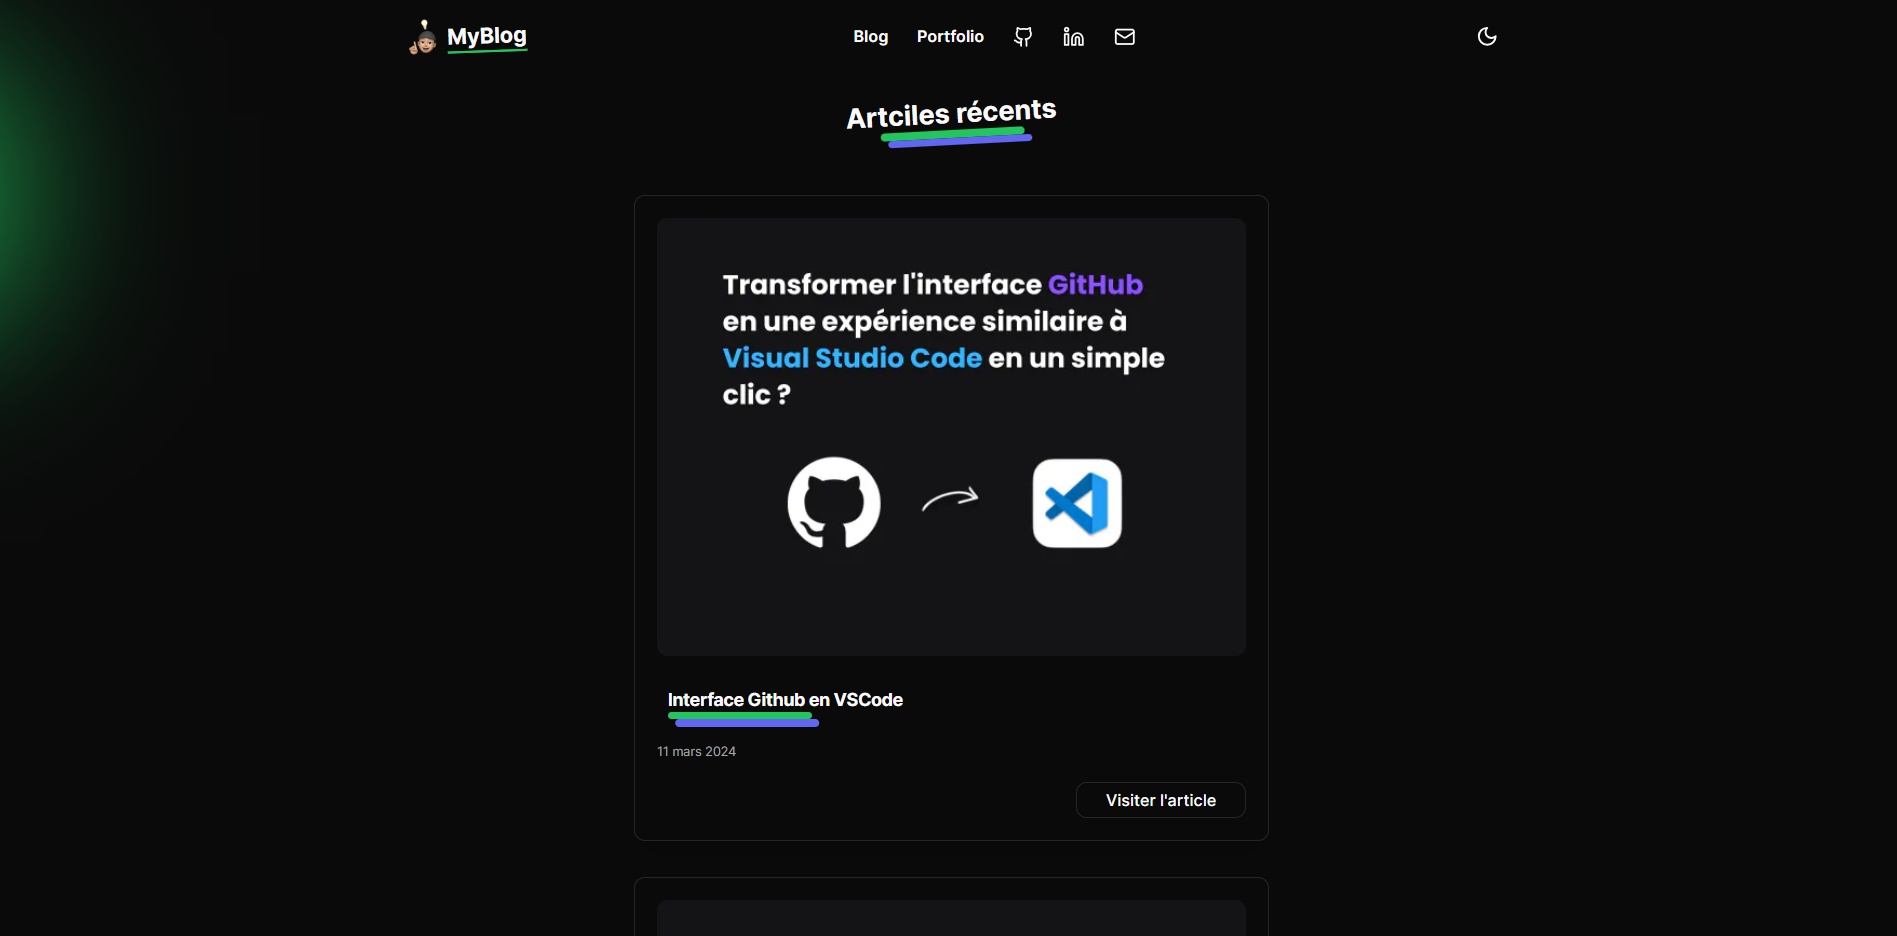 MyBlog
Blog
Portfolio
Artciles récents
Transformer l'interface GitHub
en une expérience similaire à
Visual Studio Code en un simple
clic ?
Interface Github en VSCode
11 mars 2024
Visiter l'article